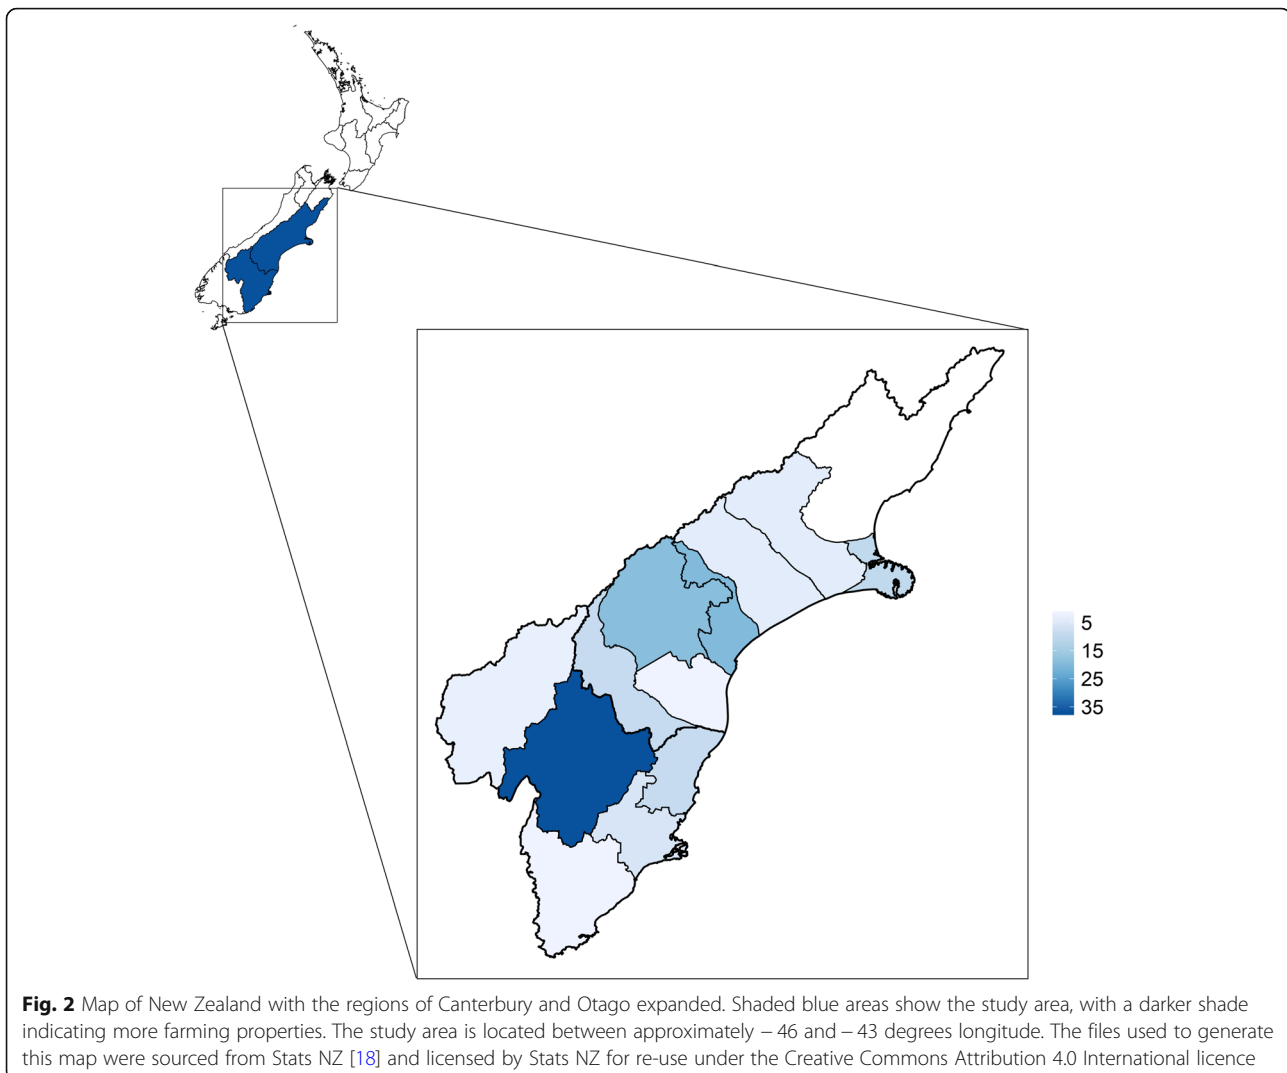 5
15
25
35
Fig. 2 Map of New Zealand with the regions of Canterbury and Otago expanded. Shaded blue areas show the study area, with a darker shade
indicating more farming properties. The study area is located between approximately − 46 and − 43 degrees longitude. The files used to generate
this map were sourced from Stats NZ [18] and licensed by Stats NZ for re-use under the Creative Commons Attribution 4.0 International licence